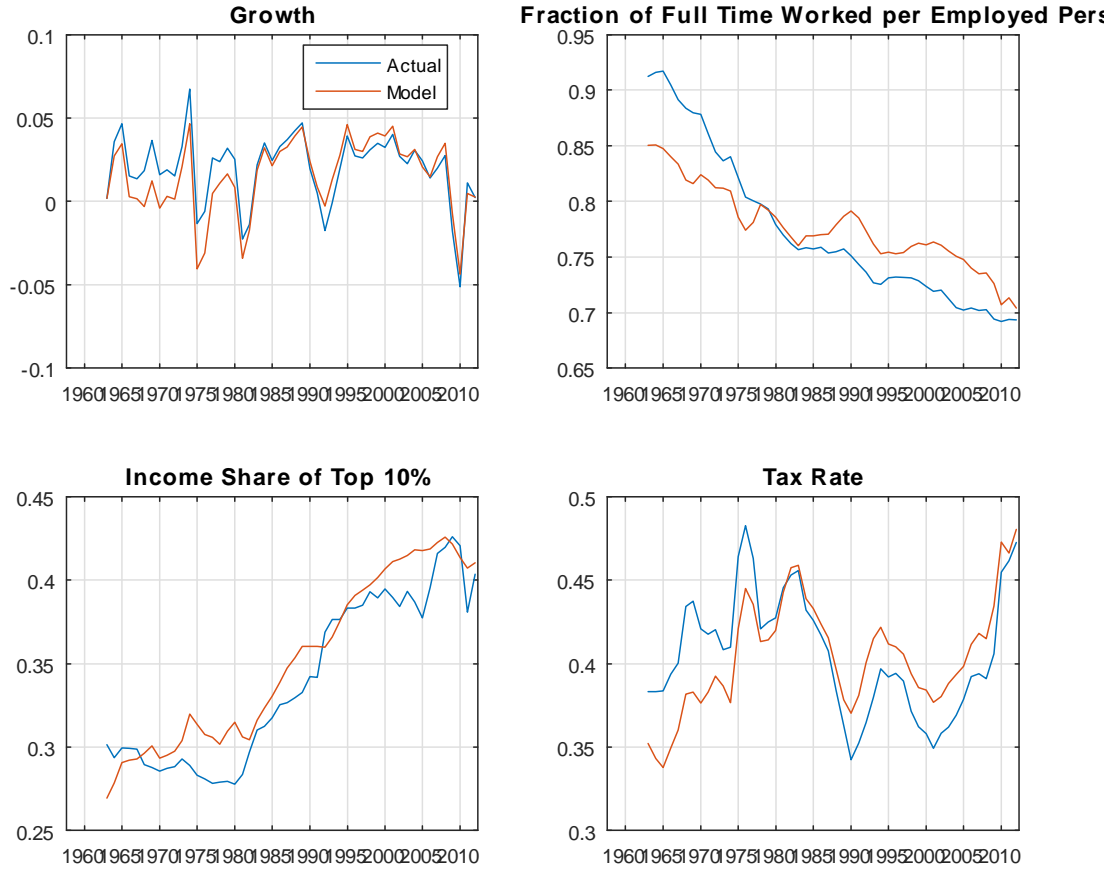 Growth
0.1
0.05
0
-0.05
-0.1
Actual
Model
1960 1965 1970 1975 1980 1985 1990 1995 2000 2005 2010
Fraction of Full Time Worked per Employed Pers
0.95
0.9
0.85
0.8
0.75
0.7
0.65
1960 1965 1970 1975 1980 1985 1990 1995 2000 2005 2010
Income Share of Top 10%
0.45
0.4
0.35
0.3
0.25
1960 1965 1970 1975 1980 1985 1990 1995 2000 2005 2010
Tax Rate
0.5
0.45
0.4
0.35
0.3
1960 1965 1970 1975 1980 1985 1990 1995 2000 2005 2010